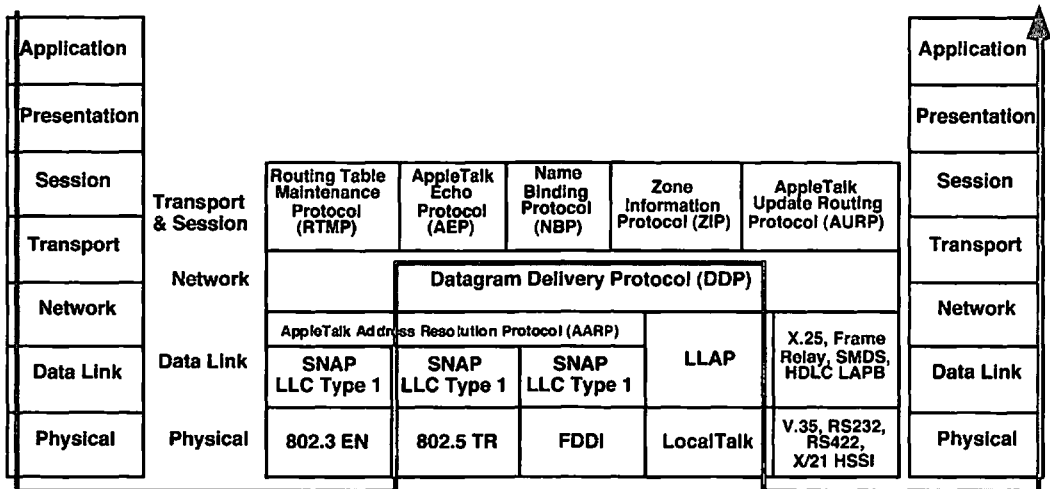 Application
Presentation
Session
Transport
Network
Data Link
Physical
Transport
& Session
Network
Data Link
Physical
Routing Table
Maintenance
Protocol
(RTMP)
AppleTalk
Echo
Protocol
(AEP)
Name
Binding
Protocol
(NBP)
Zone
Information
Protocol (ZIP)
AppleTalk
Update Routing
Protocol (AURP)
Datagram Delivery Protocol (DDP)
AppleTalk Address Resolution Protocol (AARP)
SNAP
LLC Type 1
SNAP
LLC Type 1
SNAP
LLC Type 1
LLAP
X.25, Frame
Relay, SMDS,
HDLC LAPB
802.3 EN
802.5 TR
FDDI
LocalTalk
V.35, RS232,
RS422,
X/21 HSSI
Application
Presentation
Session
Transport
Network
Data Link
Physical